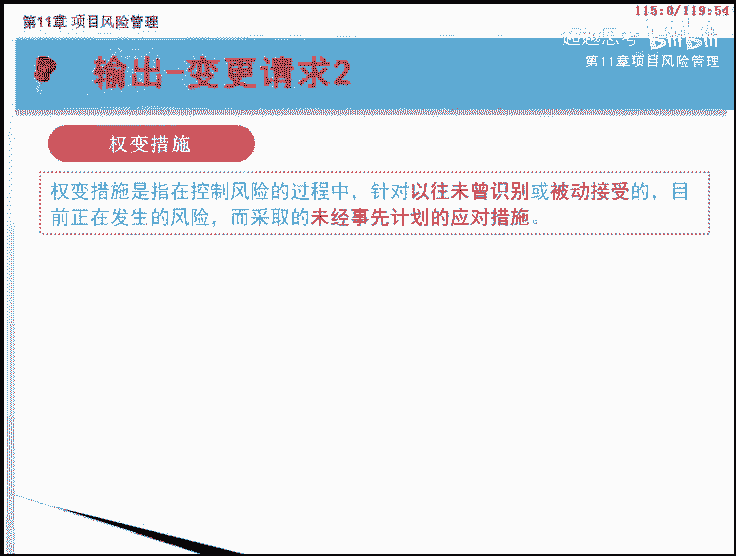 第11章 项目风险管理
115:0/119:54
bilibili
第11章项目风险管理
输出-变更请求2
权变措施
权变措施是指在控制风险的过程中，针对以往未曾识别或被动接受的，目
前正在发生的风险，而采取的未经事先计划的应对措施。